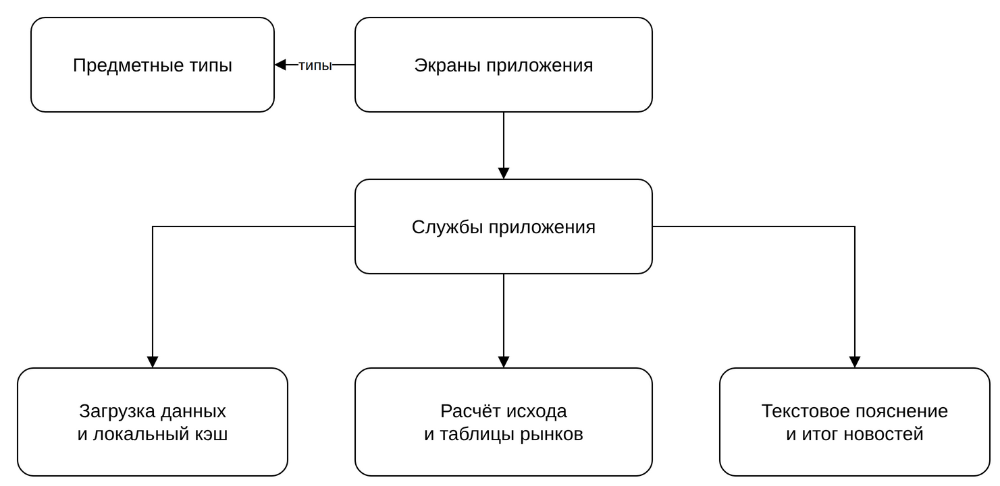 Предметные типы
типы
Экраны приложения
Службы приложения
Загрузка данных
и локальный кэш
Расчёт исхода
и таблицы рынков
Текстовое пояснение
и итог новостей